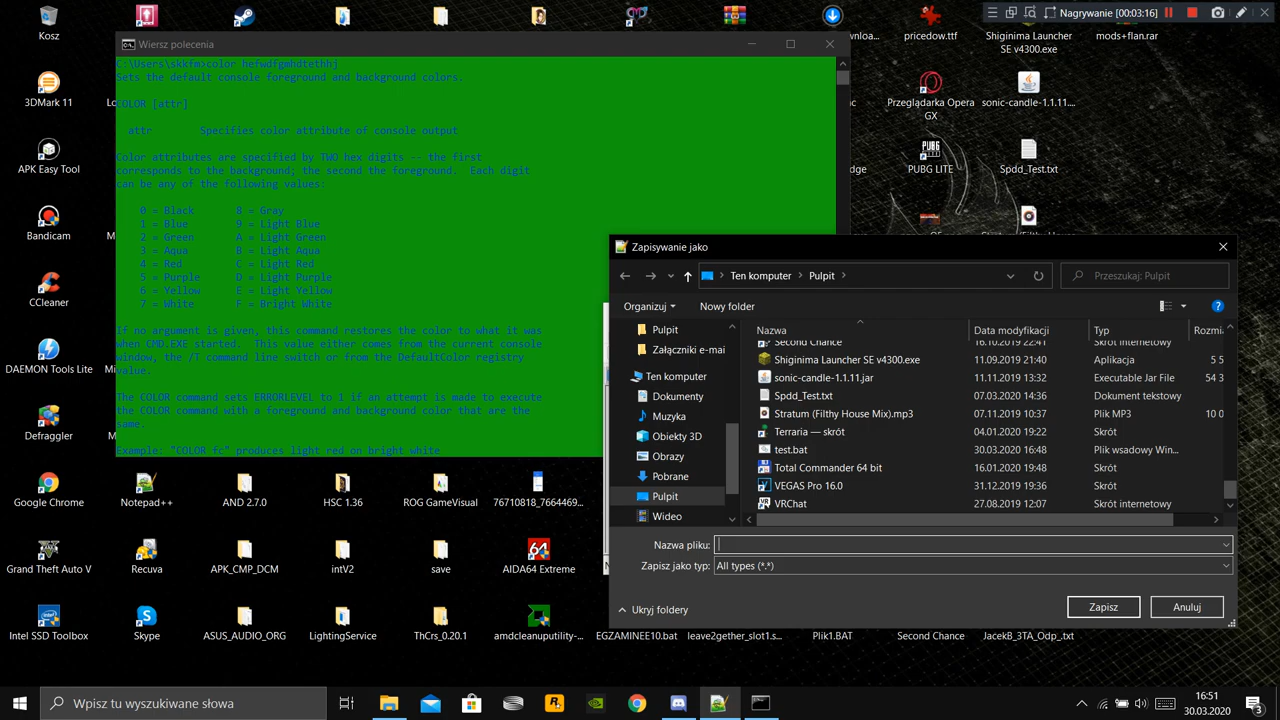 Kosz
pricedow.ttf
Shiginima Launcher
SE v4300.exe
mods+flan.rar
Nagrywanie [00:03:16]
Wiersz polecenia
C:\Users\skkfm>color hefwdfgmhdtethhj
Sets the default console foreground and background colors.
COLOR [attr]
attr Specifies color attribute of console output
Color attributes are specified by TWO hex digits -- the first
corresponds to the background; the second the foreground. Each digit
can be any of the following values:
0 = Black 8 = Gray
1 = Blue 9 = Light Blue
2 = Green A = Light Green
3 = Aqua B = Light Aqua
4 = Red C = Light Red
5 = Purple D = Light Purple
6 = Yellow E = Light Yellow
7 = White F = Bright White
If no argument is given, this command restores the color to what it was
when CMD.EXE started. This value either comes from the current console
window, the /T command line switch or from the DefaultColor registry
value.
The COLOR command sets ERRORLEVEL to 1 if an attempt is made to execute
the COLOR command with a foreground and background color that are the
same.
Example: "COLOR fc" produces light red on bright white
3DMark 11
APK Easy Tool
Bandicam
CCleaner
DAEMON Tools Lite
Defraggler
Przeglądarka Opera
GX
sonic-candle-1.1.11....
PUBG LITE
Spdd_Test.txt
Zapisywanie jako
Ten komputer
Pulpit
Przeszukaj: Pulpit
Organizuj
New folder
Pulpit
Załączniki e-mai
Ten komputer
Dokumenty
Muzyka
Obiekty 3D
Obrazy
Pobrane
Pulpit
Wideo
Nazwa Data modyfikacji Typ Rozmi
Second Chance 16.10.2019 22:41 Skrót internetowy
Shiginima Launcher SE v4300.exe 11.09.2019 21:40 Aplikacja 5 5
sonic-candle-1.1.11.jar 11.11.2019 13:32 Executable Jar File 54 3
Spdd_Test.txt 07.03.2020 14:36 Dokument tekstowy
Stratum (Filthy House Mix).mp3 07.11.2019 10:37 Plik MP3 10 0
Terraria — skrót 04.01.2020 19:22 Skrót
test.bat 30.03.2020 16:48 Plik wsadowy Win...
Total Commander 64 bit 16.01.2020 19:48 Skrót
VEGAS Pro 16.0 31.12.2019 19:36 Skrót
VRChat 27.08.2019 12:07 Skrót internetowy
Nazwa pliku:
Zapisz jako typ: All types (*.*)
Ukryj foldery
Zapisz
Anuluj
Google Chrome
Notepad++
AND 2.7.0
HSC 1.36
ROG GameVisual
76710818_7664469...
Grand Theft Auto V
Recuva
APK_CMP_DCM
intV2
save
AIDA64 Extreme
Intel SSD Toolbox
Skype
ASUS_AUDIO_ORG
LightingService
ThCrs_0.20.1
amdcleanuputility-...
EGZAMINEE10.bat
leave2gether_slot1.s...
Plik1.BAT
Second Chance
JacekB_3TA_Odp_.txt
Wpisz tu wyszukiwane słowa
16:51
30.03.2020
3